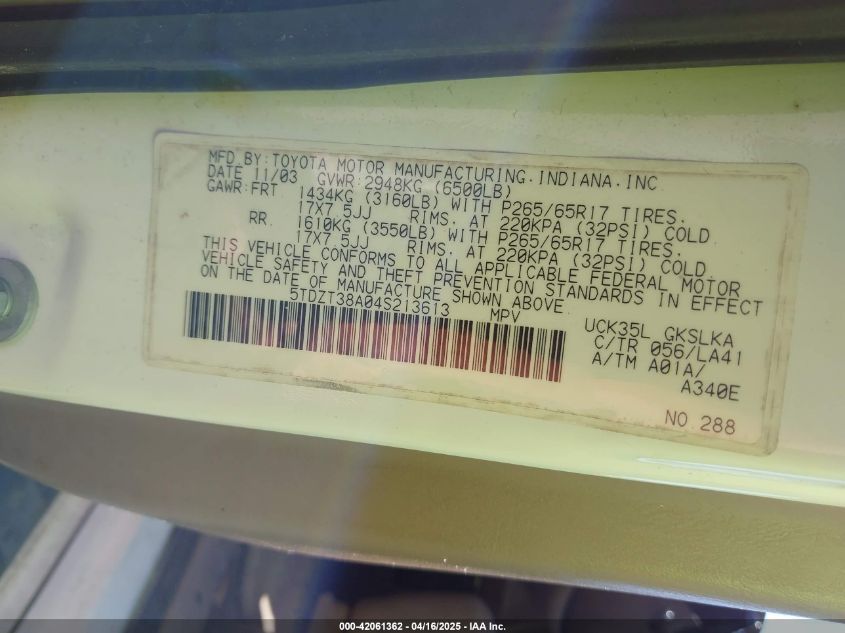 MFD BY:TOYOTA MOTOR MANUFACTURING.INDIANA.INC
DATE 11/03 GVWR:2948KG (6500LB)
GAWR:FRT 1434KG (3160LB) WITH P265/65R17 TIRES.
17X7.5JJ RIMS. AT 220KPA (32PSI) COLD
RR 1610KG (3550LB) WITH P265/65R17 TIRES.
17X7.5JJ RIMS. AT 220KPA (32PSI) COLD.
THIS VEHICLE CONFORMS TO ALL APPLICABLE FEDERAL MOTOR
VEHICLE SAFETY AND THEFT PREVENTION STANDARDS IN EFFECT
ON THE DATE OF MANUFACTURE SHOWN ABOVE.
5TDZT38A04S213613 MPV
UCK35L GKSLKA
C/TR 056/LA41
A/TM A01A/
A340E
NO.288
000-42061362 - 04/16/2025 - IAA Inc.